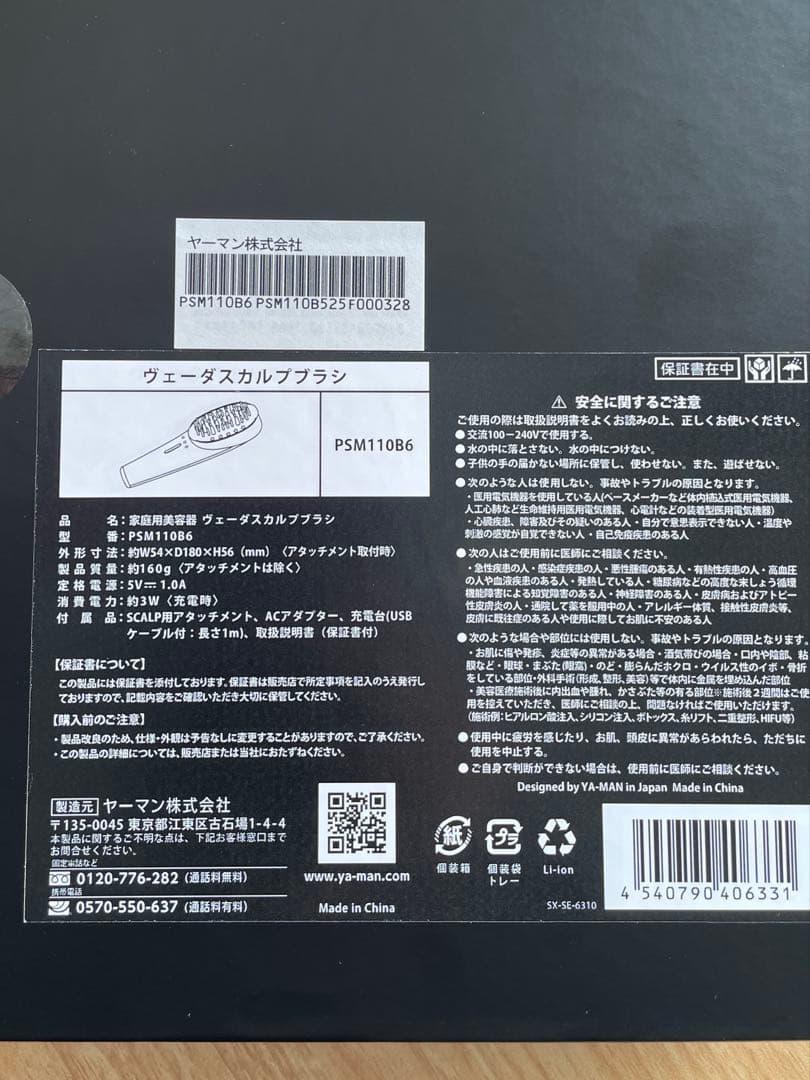 ヤーマン株式会社
PSM110B6 PSM110B525F000328
ヴェーダスカルプブラシ
PSM110B6
品 名：家庭用美容器 ヴェーダスカルプブラシ
型 番：PSM110B6
外形寸法：約W54×D180×H56（mm）〈アタッチメント取付時〉
製品質量：約160g〈アタッチメントは除く〉
定格電源：5V⎓1.0A
消費電力：約3W〈充電時〉
付属品：SCALP用アタッチメント、ACアダプター、充電台(USB
ケーブル付：長さ1m)、取扱説明書（保証書付）
【保証書について】
この製品には保証書を添付しております。保証書は販売店で所定事項を記入のうえ発行し
ておりますので、記載内容をご確認いただき大切に保管してください。
【購入前のご注意】
・製品改良のため、仕様・外観は予告なしに変更することがありますので、ご了承ください。
・この製品の詳細については、販売店または当社におたずねください。
製造元 ヤーマン株式会社
〒135-0045 東京都江東区古石場1-4-4
本製品に関するご不明な点は、下記お客様窓口まで
お問合せください。
固定電話など
0120-776-282（通話料無料）
携帯電話
0570-550-637（通話料有料）
www.ya-man.com
Made in China
保証書在中
⚠ 安全に関するご注意
ご使用の際は取扱説明書をよくお読みの上、正しくお使いください。
●交流100－240Vで使用する。
●水の中に落とさない。水の中につけない。
●子供の手の届かない場所に保管し、使わせない。また、遊ばせない。
●次のような人は使用しない。事故やトラブルの原因となります。
・医用電気機器を使用している人(ペースメーカーなど体内植込式医用電気機器、
人工心肺など生命維持用医用電気機器、心電計などの装着型医用電気機器)
・心臓疾患、障害及びその疑いのある人・自分で意思表示できない人・温度や
刺激の感覚が自覚できない人・自己免疫疾患のある人
●次の人はご使用前に医師にご相談ください。
・急性疾患の人・感染症疾患の人・悪性腫瘍のある人・有熱性疾患の人・高血圧
の人や血液疾患のある人・発熱している人・糖尿病などの高度な末しょう循環
機能障害による知覚障害のある人・神経障害のある人・皮膚病およびアトピー
性皮膚炎の人・通院して薬を服用中の人・アレルギー体質、接触性皮膚炎等、
皮膚に既往症のある人や使用に際してお肌に不安のある人
●次のような場合や部位には使用しない。事故やトラブルの原因となります。
・お肌に傷や発疹、炎症等の異常がある場合・酒気帯びの場合・口内や陰部、粘
膜など・眼球・まぶた(眼窩)・のど・膨らんだホクロ・ウイルス性のイボ・骨折
をしている部位・外科手術(形成、整形、美容)等で体内に金属を埋め込んだ部位
・美容医療施術後に内出血や腫れ、かさぶた等の有る部位※施術後2週間はご使
用を控えていただき、医師にご相談の上、問題なければご使用いただけます。
(施術例：ヒアルロン酸注入、シリコン注入、ボトックス、糸リフト、二重整形、HIFU等)
●使用中に疲労を感じたり、お肌、頭皮に異常があらわれたら、ただちに
使用を中止する。
●ご自身で判断ができない場合は、使用前に医師にご相談ください。
Designed by YA-MAN in Japan Made in China
紙
個装箱
プラ
個装袋
トレー
Li-ion
SX-SE-6310
4 540790 406331